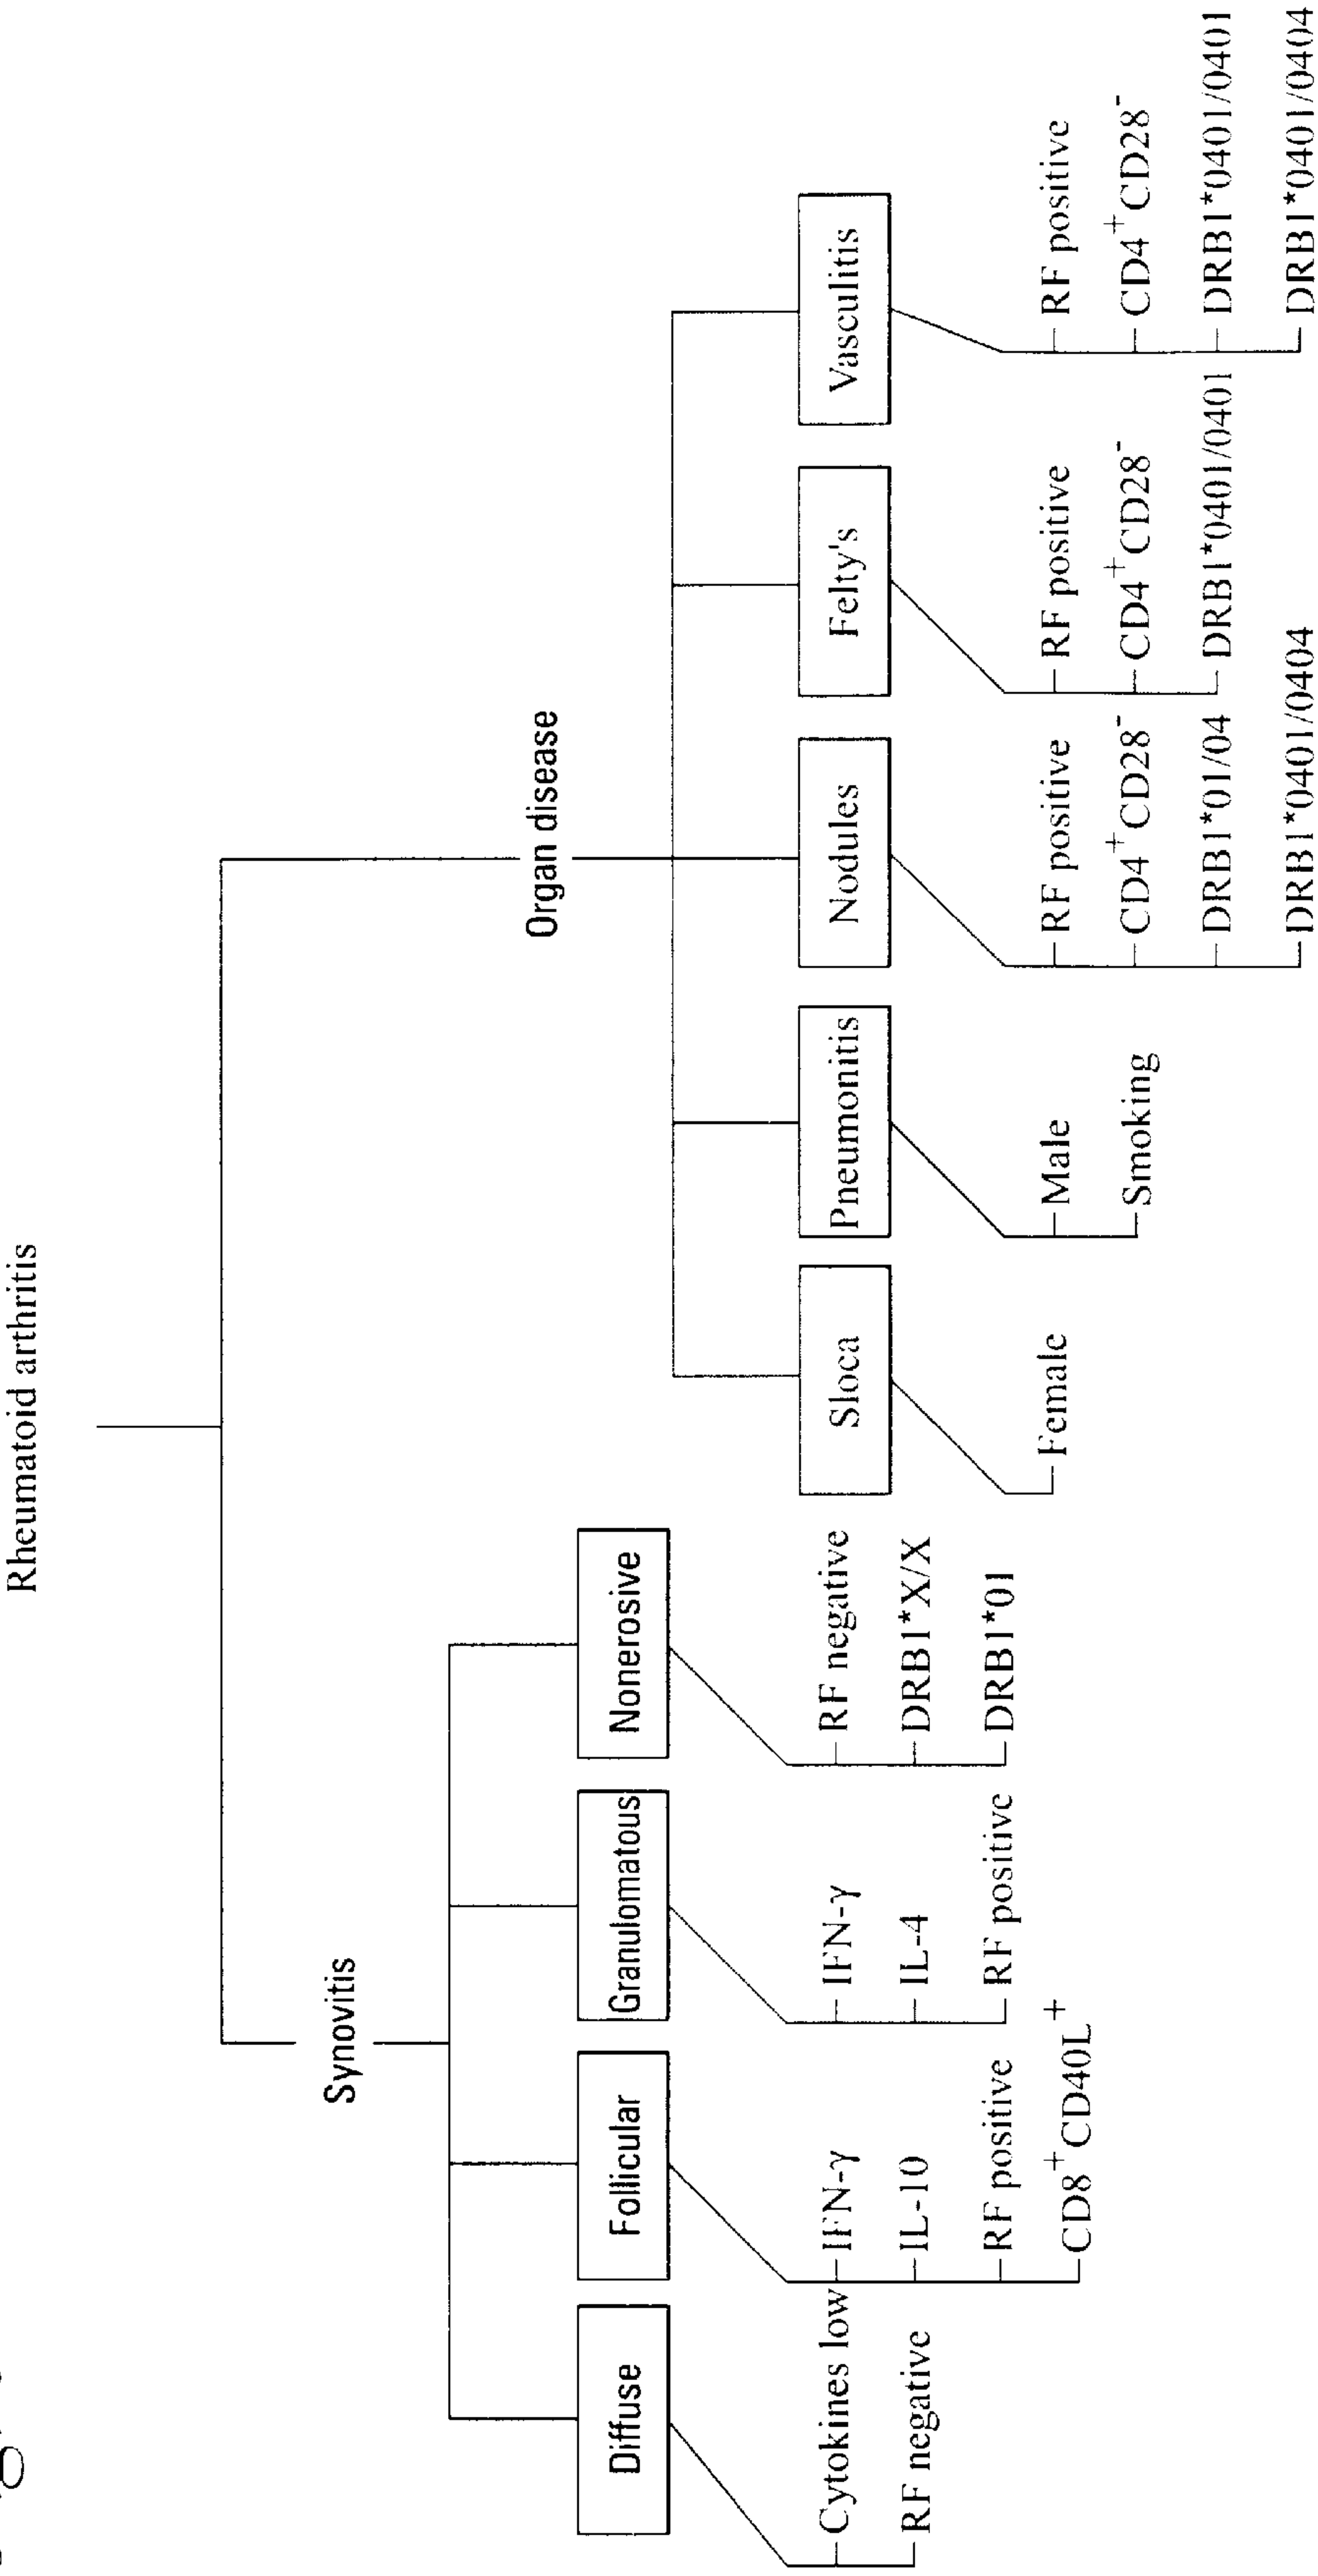 Rheumatoid arthritis
Synovitis
Organ disease
Diffuse
Cytokines low
RF negative
Follicular
IFN-γ
IL-10
RF positive
CD8+CD40L+
Granulomatous
IFN-γ
IL-4
RF positive
Nonerosive
RF negative
DRB1*X/X
DRB1*01
Sloca
Female
Pneumonitis
Male
Smoking
Nodules
RF positive
CD4+CD28-
DRB1*01/04
DRB1*0401/0404
Felty's
RF positive
CD4+CD28-
DRB1*0401/0401
Vasculitis
RF positive
CD4+CD28-
DRB1*0401/0401
DRB1*0401/0404